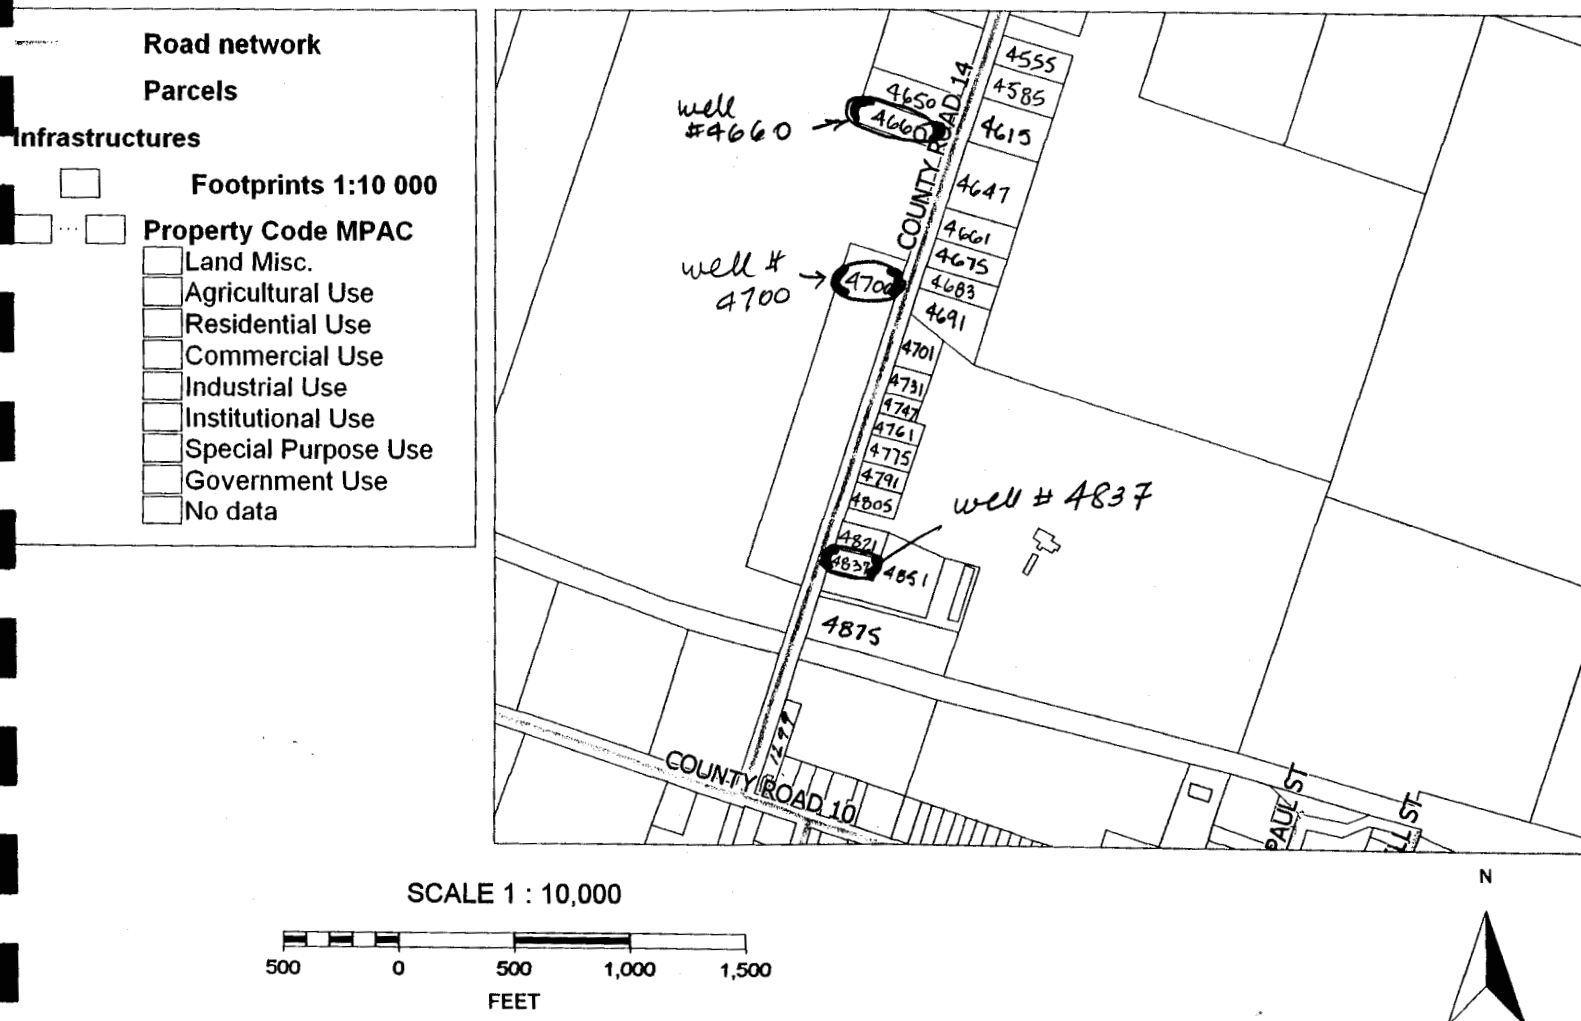 Road network
Parcels
Infrastructures
Footprints 1:10 000
... Property Code MPAC
Land Misc.
Agricultural Use
Residential Use
Commercial Use
Industrial Use
Institutional Use
Special Purpose Use
Government Use
No data
COUNTY ROAD 14
4555
4585
4615
4647
4661
4675
4683
4691
4701
4731
4747
4761
4775
4791
4805
4821
4837
4851
4875
4650
4660
4700
well
#4660
well #
4700
well # 4837
1699
COUNTY ROAD 10
PAUL ST
LL ST
SCALE 1 : 10,000
500 0 500 1,000 1,500
FEET
N